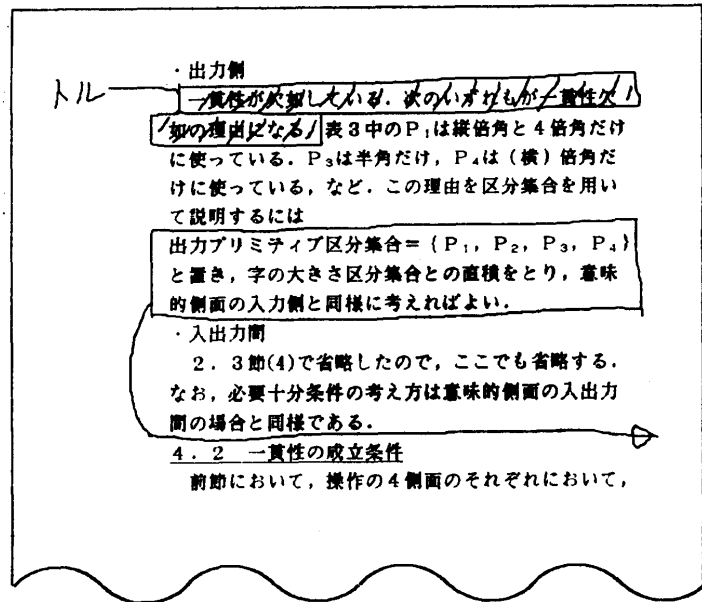 ・出力側
トル
一貫性が欠如している．次のいずれもが一貫性欠
如の理由になる 表3中のP₁は縦倍角と4倍角だけ
に使っている．P₃は半角だけ，P₄は（横）倍角だ
けに使っている，など．この理由を区分集合を用い
て説明するには
出力プリミティブ区分集合＝{P₁，P₂，P₃，P₄}
と置き，字の大きさ区分集合との直積をとり，意味
的側面の入力側と同様に考えればよい．
・入出力間
2．3節(4)で省略したので，ここでも省略する．
なお，必要十分条件の考え方は意味的側面の入出力
間の場合と同様である．
4．2 一貫性の成立条件
前節において，操作の4側面のそれぞれにおいて，